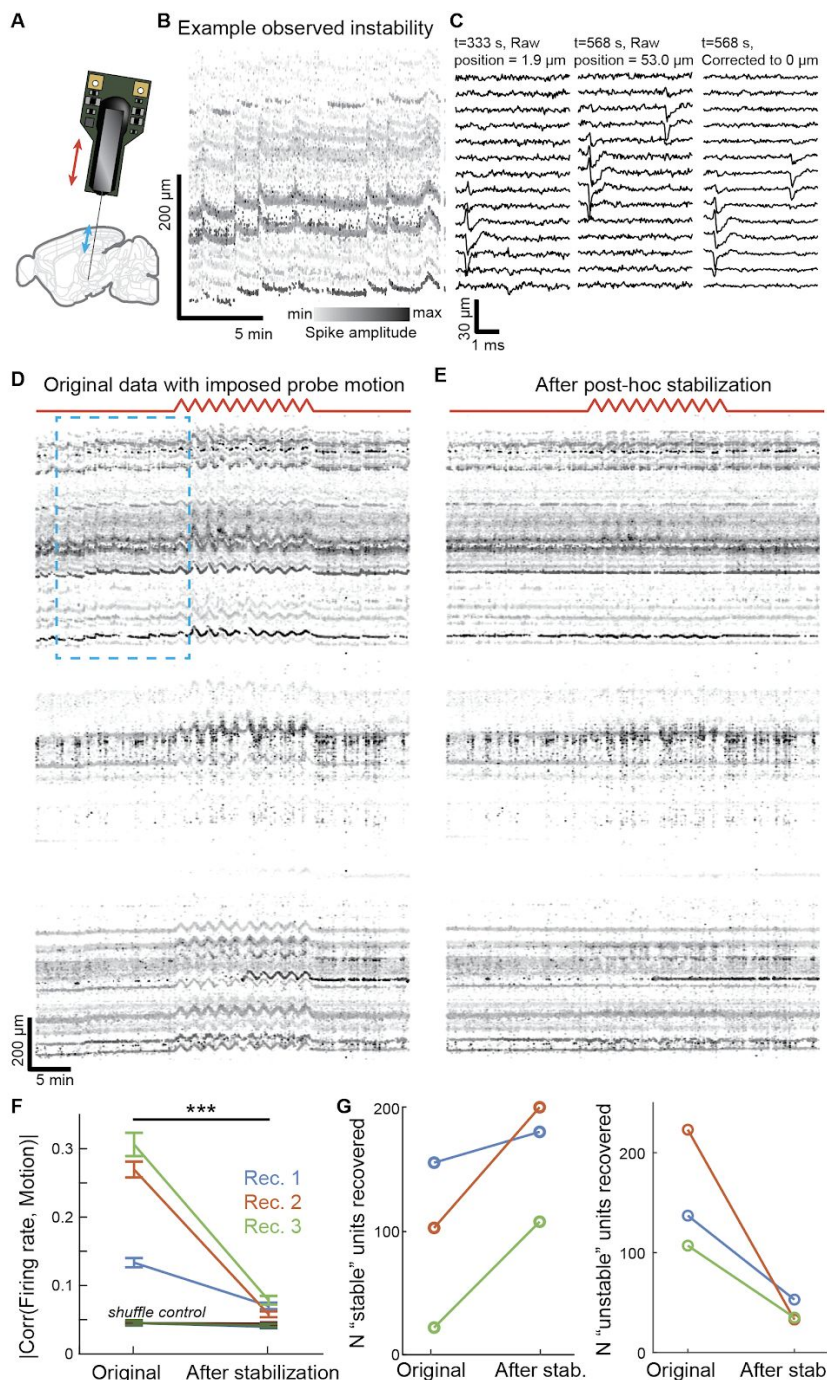 A
B
Example observed instability
200 µm
5 min
min
max
Spike amplitude
C
t=333 s, Raw
position = 1.9 µm
t=568 s, Raw
position = 53.0 µm
t=568 s,
Corrected to 0 µm
30 µm
1 ms
D
Original data with imposed probe motion
200 µm
5 min
E
After post-hoc stabilization
F
|Corr(Firing rate, Motion)|
0.3
0.2
0.1
0
***
Rec. 1
Rec. 2
Rec. 3
shuffle control
Original
After stabilization
G
N "stable" units recovered
200
100
0
Original
After stab.
N "unstable" units recovered
200
100
0
Original
After stab.